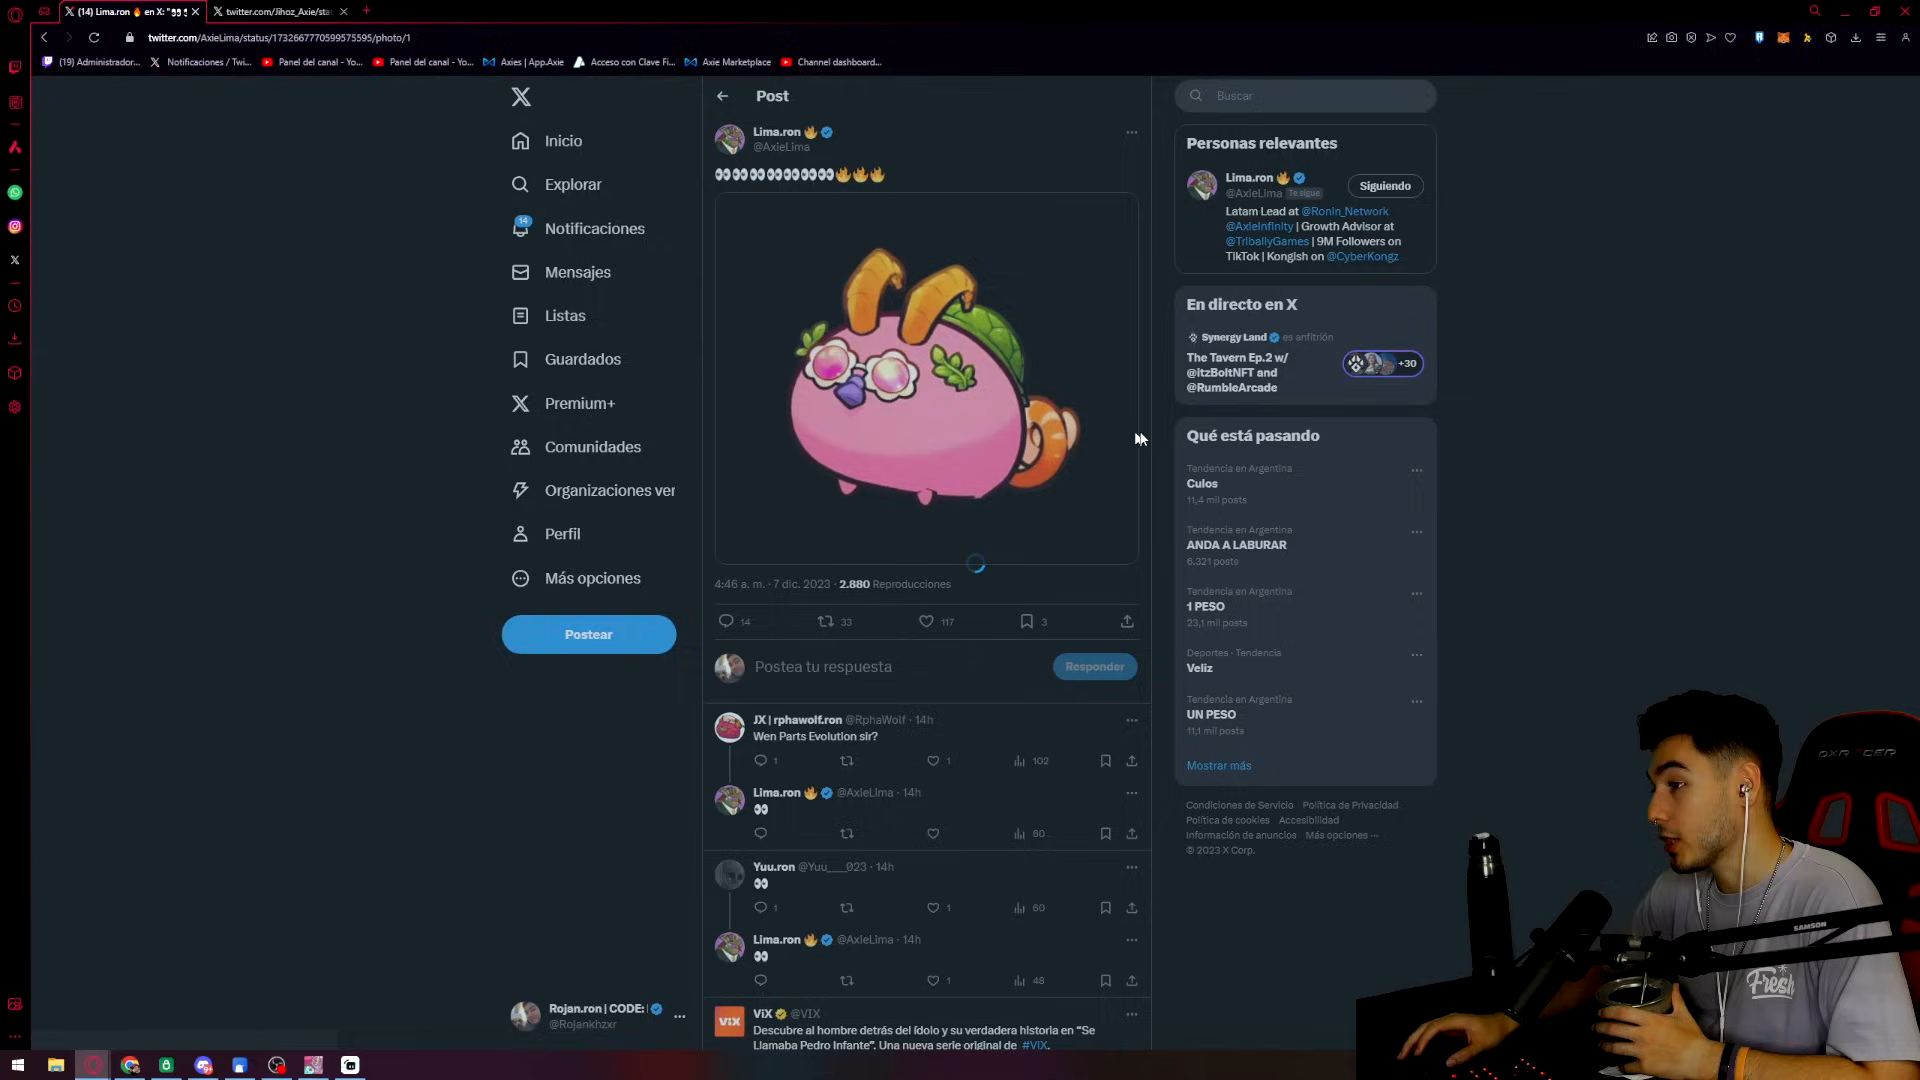 (14) Lima.ron 🔥 en X: "👀
twitter.com/Jihoz_Axie/sta
twitter.com/AxieLima/status/1732667770599575595/photo/1
(19) Administrador...
Notificaciones / Twi...
Panel del canal - Yo...
Panel del canal - Yo...
Axies | App.Axie
Acceso con Clave Fi...
Axie Marketplace
Channel dashboard...
Inicio
Explorar
14
Notificaciones
Mensajes
Listas
Guardados
Premium+
Comunidades
Organizaciones ver
Perfil
Más opciones
Postear
Rojan.ron | CODE:
@Rojankhzxr
Post
Lima.ron 🔥
@AxieLima
👀👀👀👀👀👀👀🔥🔥🔥
4:46 a. m. · 7 dic. 2023 · 2.880 Reproducciones
14 33 117 3
Postea tu respuesta
Responder
JX | rphawolf.ron @RphaWolf · 14h
Wen Parts Evolution sir?
1 1 102
Lima.ron 🔥 @AxieLima · 14h
👀
60
Yuu.ron @Yuu___023 · 14h
👀
1 1 60
Lima.ron 🔥 @AxieLima · 14h
👀
1 48
ViX
ViX @VIX
Descubre al hombre detrás del ídolo y su verdadera historia en "Se
Llamaba Pedro Infante". Una nueva serie original de #ViX.
Buscar
Personas relevantes
Lima.ron 🔥
@AxieLima Te sigue
Siguiendo
Latam Lead at @Ronin_Network
@AxieInfinity | Growth Advisor at
@TriballyGames | 9M Followers on
TikTok | Kongish on @CyberKongz
En directo en X
Synergy Land es anfitrión
The Tavern Ep.2 w/
@itzBoltNFT and
@RumbleArcade
+30
Qué está pasando
Tendencia en Argentina
Culos
11,4 mil posts
Tendencia en Argentina
ANDA A LABURAR
6.321 posts
Tendencia en Argentina
1 PESO
23,1 mil posts
Deportes · Tendencia
Veliz
Tendencia en Argentina
UN PESO
11,1 mil posts
Mostrar más
Condiciones de Servicio Política de Privacidad
Política de cookies Accesibilidad
Información de anuncios Más opciones ···
© 2023 X Corp.
SAMSON
Fresh